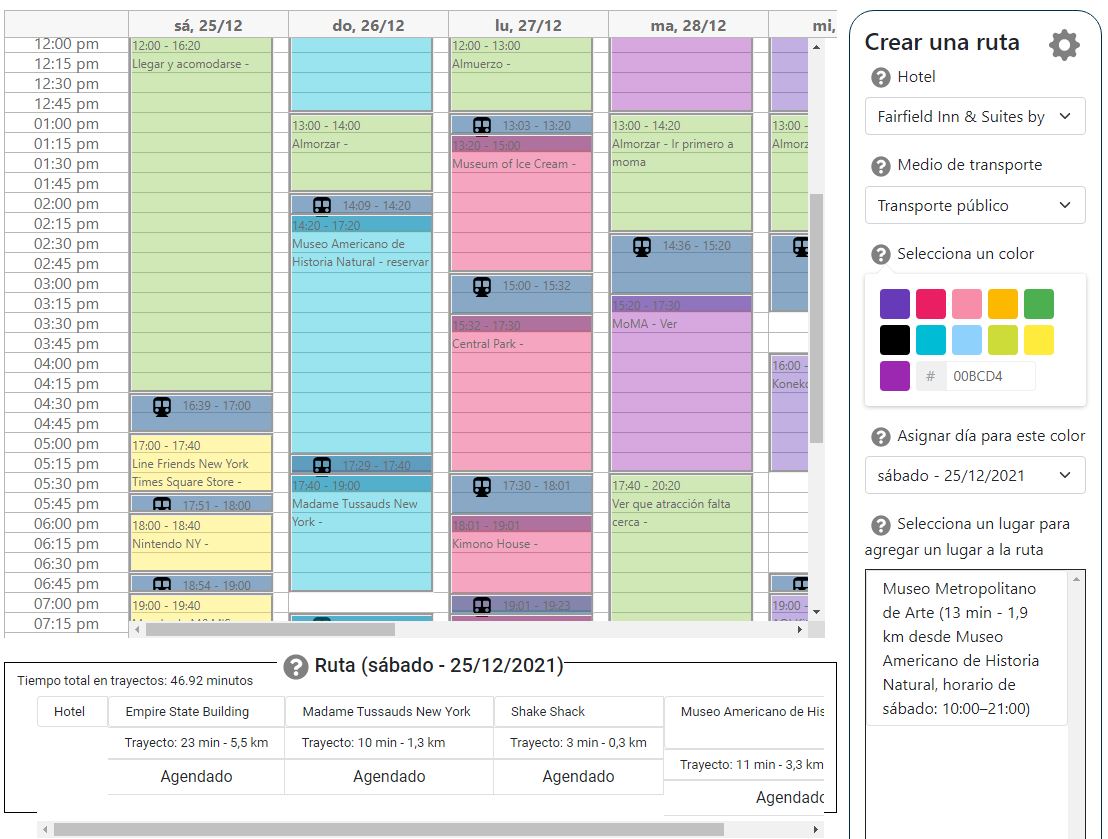 sá, 25/12
do, 26/12
lu, 27/12
ma, 28/12
mi,
12:00 pm
12:15 pm
12:30 pm
12:45 pm
01:00 pm
01:15 pm
01:30 pm
01:45 pm
02:00 pm
02:15 pm
02:30 pm
02:45 pm
03:00 pm
03:15 pm
03:30 pm
03:45 pm
04:00 pm
04:15 pm
04:30 pm
04:45 pm
05:00 pm
05:15 pm
05:30 pm
05:45 pm
06:00 pm
06:15 pm
06:30 pm
06:45 pm
07:00 pm
07:15 pm
12:00 - 16:20
Llegar y acomodarse -
16:39 - 17:00
17:00 - 17:40
Line Friends New York
Times Square Store -
17:51 - 18:00
18:00 - 18:40
Nintendo NY -
18:54 - 19:00
19:00 - 19:40
13:00 - 14:00
Almorzar -
14:09 - 14:20
14:20 - 17:20
Museo Americano de
Historia Natural - reservar
17:29 - 17:40
17:40 - 19:00
Madame Tussauds New
York -
12:00 - 13:00
Almuerzo -
13:03 - 13:20
13:20 - 15:00
Museum of Ice Cream -
15:00 - 15:32
15:32 - 17:30
Central Park -
17:30 - 18:01
18:01 - 19:01
Kimono House -
19:01 - 19:23
13:00 - 14:20
Almorzar - Ir primero a
moma
14:36 - 15:20
15:20 - 17:30
MoMA - Ver
17:40 - 20:20
Ver que atracción falta
cerca -
13:00 -
Almorz
16:00 -
Koneko
19:00 -
Crear una ruta
Hotel
Fairfield Inn & Suites by
Medio de transporte
Transporte público
Selecciona un color
# 00BCD4
Asignar día para este color
sábado - 25/12/2021
Selecciona un lugar para
agregar un lugar a la ruta
Museo Metropolitano
de Arte (13 min - 1,9
km desde Museo
Americano de Historia
Natural, horario de
sábado: 10:00–21:00)
Ruta (sábado - 25/12/2021)
Tiempo total en trayectos: 46.92 minutos
Hotel
Empire State Building
Madame Tussauds New York
Shake Shack
Museo Americano de His
Trayecto: 23 min - 5,5 km
Trayecto: 10 min - 1,3 km
Trayecto: 3 min - 0,3 km
Trayecto: 11 min - 3,3 km
Agendado
Agendado
Agendado
Agendado